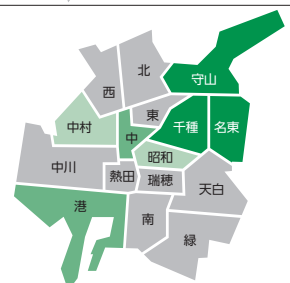 北
守山
西
東
中村
中
千種
名東
昭和
中川
熱田
瑞穂
天白
港
南
緑